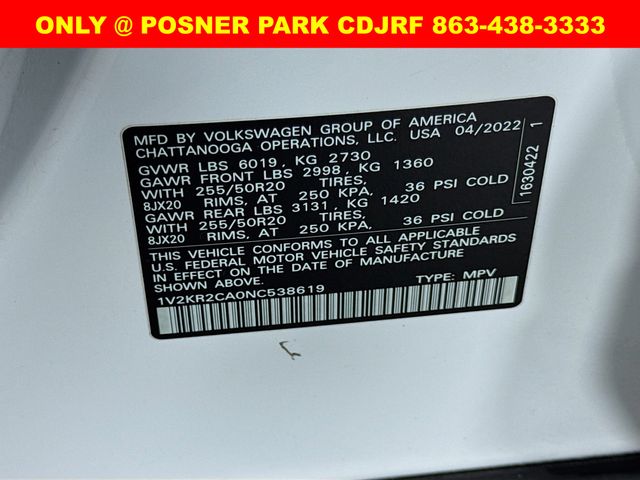 ONLY @ POSNER PARK CDJRF 863-438-3333
MFD BY VOLKSWAGEN GROUP OF AMERICA
CHATTANOOGA OPERATIONS, LLC. USA 04/2022
GVWR LBS 6019, KG 2730
GAWR FRONT LBS 2998, KG 1360
WITH 255/50R20 TIRES,
8JX20 RIMS, AT 250 KPA, 36 PSI COLD
GAWR REAR LBS 3131, KG 1420
WITH 255/50R20 TIRES,
8JX20 RIMS, AT 250 KPA, 36 PSI COLD
THIS VEHICLE CONFORMS TO ALL APPLICABLE
U.S. FEDERAL MOTOR VEHICLE SAFETY STANDARDS
IN EFFECT ON THE DATE OF MANUFACTURE
SHOWN ABOVE.
1V2KR2CA0NC538619 TYPE: MPV
1630422 1